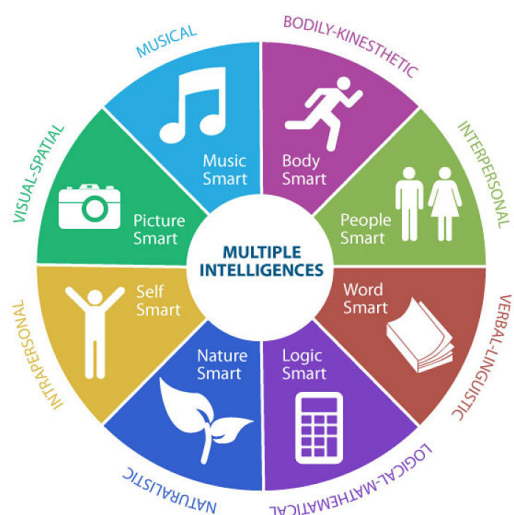 MUSICAL
BODILY-KINESTHETIC
VISUAL-SPATIAL
INTERPERSONAL
Music
Smart
Body
Smart
Picture
Smart
People
Smart
MULTIPLE
INTELLIGENCES
Self
Smart
Word
Smart
Nature
Smart
Logic
Smart
INTRAPERSONAL
VERBAL-LINGUISTIC
NATURALISTIC
LOGICAL-MATHEMATICAL